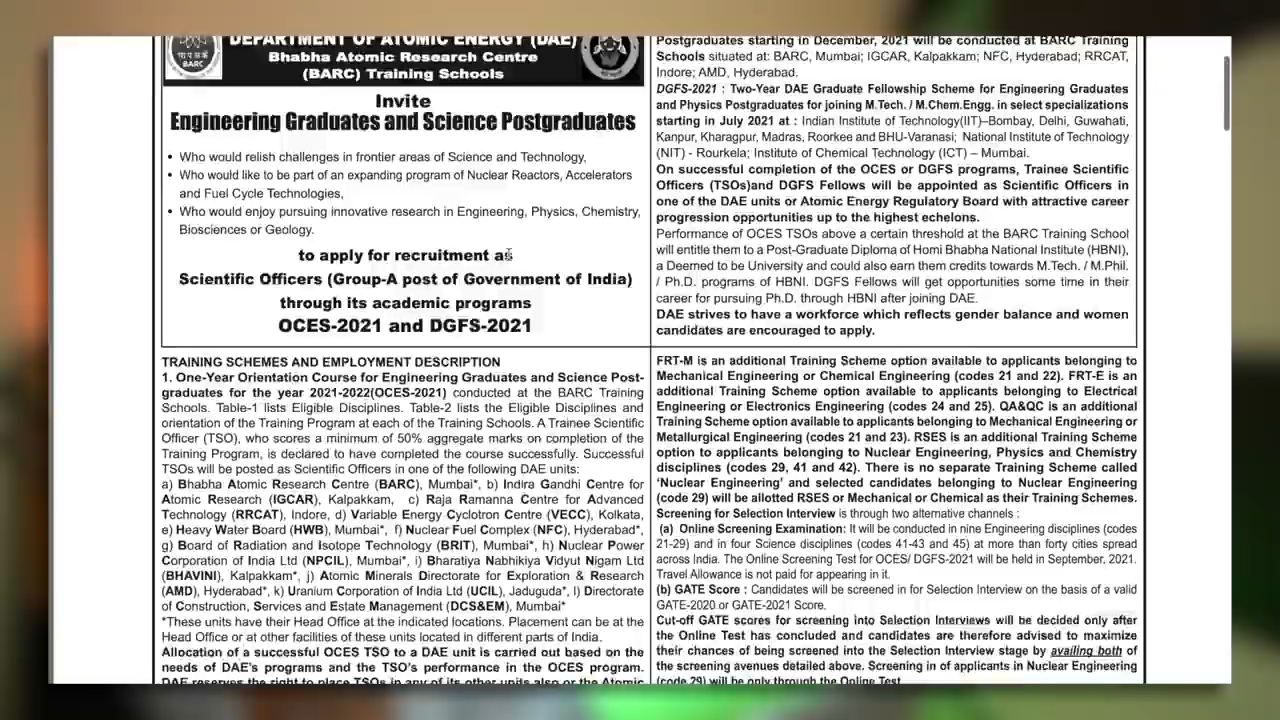 DEPARTMENT OF ATOMIC ENERGY (DAE)
Bhabha Atomic Research Centre
(BARC) Training Schools
BARC
Invite
Engineering Graduates and Science Postgraduates
• Who would relish challenges in frontier areas of Science and Technology,
• Who would like to be part of an expanding program of Nuclear Reactors, Accelerators
and Fuel Cycle Technologies,
• Who would enjoy pursuing innovative research in Engineering, Physics, Chemistry,
Biosciences or Geology.
to apply for recruitment as
Scientific Officers (Group-A post of Government of India)
through its academic programs
OCES-2021 and DGFS-2021
TRAINING SCHEMES AND EMPLOYMENT DESCRIPTION
1. One-Year Orientation Course for Engineering Graduates and Science Post-
graduates for the year 2021-2022(OCES-2021) conducted at the BARC Training
Schools. Table-1 lists Eligible Disciplines. Table-2 lists the Eligible Disciplines and
orientation of the Training Program at each of the Training Schools. A Trainee Scientific
Officer (TSO), who scores a minimum of 50% aggregate marks on completion of the
Training Program, is declared to have completed the course successfully. Successful
TSOs will be posted as Scientific Officers in one of the following DAE units:
a) Bhabha Atomic Research Centre (BARC), Mumbai*, b) Indira Gandhi Centre for
Atomic Research (IGCAR), Kalpakkam, c) Raja Ramanna Centre for Advanced
Technology (RRCAT), Indore, d) Variable Energy Cyclotron Centre (VECC), Kolkata,
e) Heavy Water Board (HWB), Mumbai*, f) Nuclear Fuel Complex (NFC), Hyderabad*,
g) Board of Radiation and Isotope Technology (BRIT), Mumbai*, h) Nuclear Power
Corporation of India Ltd (NPCIL), Mumbai*, i) Bharatiya Nabhikiya Vidyut Nigam Ltd
(BHAVINI), Kalpakkam*, j) Atomic Minerals Directorate for Exploration & Research
(AMD), Hyderabad*, k) Uranium Corporation of India Ltd (UCIL), Jaduguda*, l) Directorate
of Construction, Services and Estate Management (DCS&EM), Mumbai*
*These units have their Head Office at the indicated locations. Placement can be at the
Head Office or at other facilities of these units located in different parts of India.
Allocation of a successful OCES TSO to a DAE unit is carried out based on the
needs of DAE's programs and the TSO's performance in the OCES program.
DAE reserves the right to place TSOs in any of its other units also or the Atomic
Postgraduates starting in December, 2021 will be conducted at BARC Training
Schools situated at: BARC, Mumbai; IGCAR, Kalpakkam; NFC, Hyderabad; RRCAT,
Indore; AMD, Hyderabad.
DGFS-2021 : Two-Year DAE Graduate Fellowship Scheme for Engineering Graduates
and Physics Postgraduates for joining M.Tech. / M.Chem.Engg. in select specializations
starting in July 2021 at : Indian Institute of Technology(IIT)–Bombay, Delhi, Guwahati,
Kanpur, Kharagpur, Madras, Roorkee and BHU-Varanasi; National Institute of Technology
(NIT) - Rourkela; Institute of Chemical Technology (ICT) – Mumbai.
On successful completion of the OCES or DGFS programs, Trainee Scientific
Officers (TSOs)and DGFS Fellows will be appointed as Scientific Officers in
one of the DAE units or Atomic Energy Regulatory Board with attractive career
progression opportunities up to the highest echelons.
Performance of OCES TSOs above a certain threshold at the BARC Training School
will entitle them to a Post-Graduate Diploma of Homi Bhabha National Institute (HBNI),
a Deemed to be University and could also earn them credits towards M.Tech. / M.Phil.
/ Ph.D. programs of HBNI. DGFS Fellows will get opportunities some time in their
career for pursuing Ph.D. through HBNI after joining DAE.
DAE strives to have a workforce which reflects gender balance and women
candidates are encouraged to apply.
FRT-M is an additional Training Scheme option available to applicants belonging to
Mechanical Engineering or Chemical Engineering (codes 21 and 22). FRT-E is an
additional Training Scheme option available to applicants belonging to Electrical
Engineering or Electronics Engineering (codes 24 and 25). QA&QC is an additional
Training Scheme option available to applicants belonging to Mechanical Engineering or
Metallurgical Engineering (codes 21 and 23). RSES is an additional Training Scheme
option to applicants belonging to Nuclear Engineering, Physics and Chemistry
disciplines (codes 29, 41 and 42). There is no separate Training Scheme called
‘Nuclear Engineering’ and selected candidates belonging to Nuclear Engineering
(code 29) will be allotted RSES or Mechanical or Chemical as their Training Schemes.
Screening for Selection Interview is through two alternative channels :
(a) Online Screening Examination: It will be conducted in nine Engineering disciplines (codes
21-29) and in four Science disciplines (codes 41-43 and 45) at more than forty cities spread
across India. The Online Screening Test for OCES/ DGFS-2021 will be held in September, 2021.
Travel Allowance is not paid for appearing in it.
(b) GATE Score : Candidates will be screened in for Selection Interview on the basis of a valid
GATE-2020 or GATE-2021 Score.
Cut-off GATE scores for screening into Selection Interviews will be decided only after
the Online Test has concluded and candidates are therefore advised to maximize
their chances of being screened into the Selection Interview stage by availing both of
the screening avenues detailed above. Screening in of applicants in Nuclear Engineering
(code 29) will be only through the Online Test